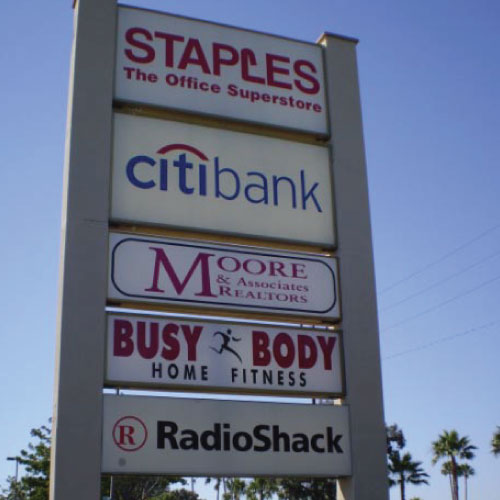 STAPLES
The Office Superstore
citibank
MOORE
& Associates
REALTORS
BUSY BODY
HOME FITNESS
R RadioShack